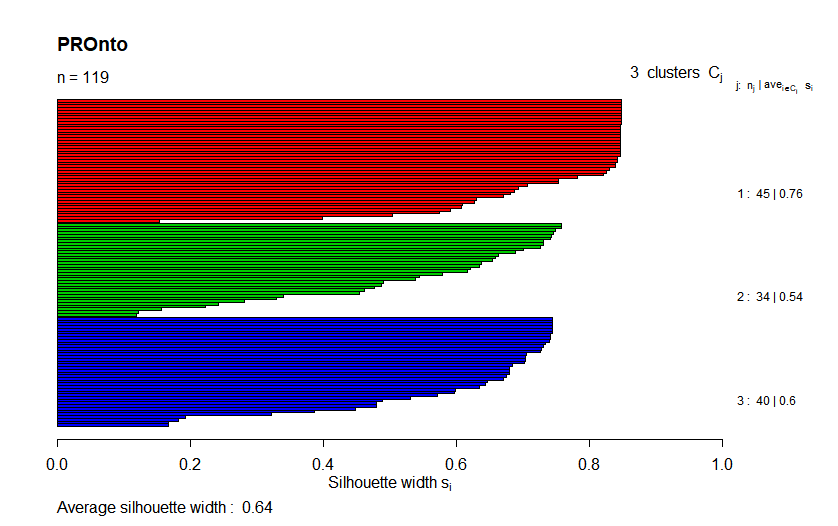 PROnto
n = 119
3 clusters Cj
j: nj | avei∈Cj si
1 : 45 | 0.76
2 : 34 | 0.54
3 : 40 | 0.6
0.0 0.2 0.4 0.6 0.8 1.0
Silhouette width si
Average silhouette width : 0.64